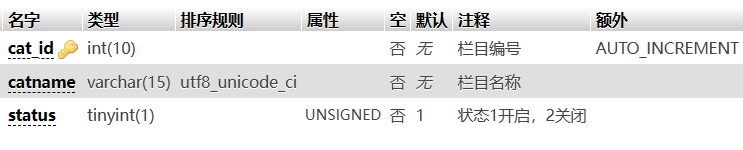 名字 类型 排序规则 属性 空 默认 注释 额外
cat_id int(10) 否 无 栏目编号 AUTO_INCREMENT
catname varchar(15) utf8_unicode_ci 否 无 栏目名称
status tinyint(1) UNSIGNED 否 1 状态1开启，2关闭